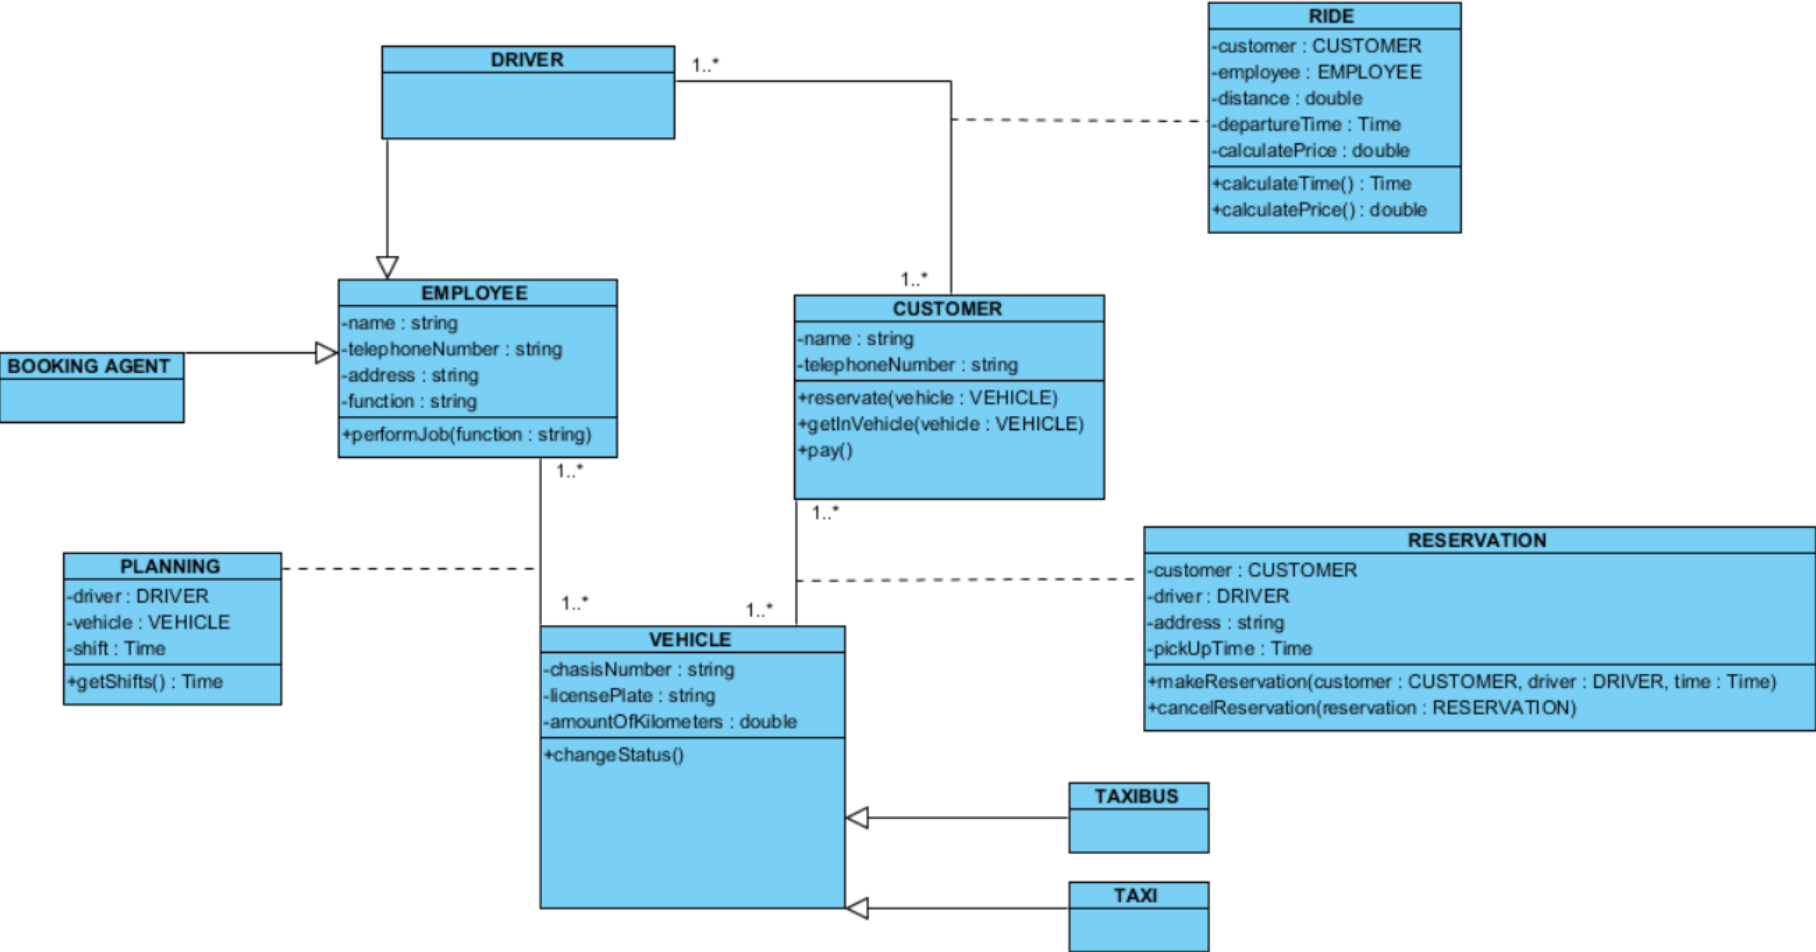 DRIVER
1..*
RIDE
-customer : CUSTOMER
-employee : EMPLOYEE
-distance : double
-departureTime : Time
-calculatePrice : double
+calculateTime() : Time
+calculatePrice() : double
1..*
EMPLOYEE
-name : string
-telephoneNumber : string
-address : string
-function : string
+performJob(function : string)
1..*
BOOKING AGENT
CUSTOMER
-name : string
-telephoneNumber : string
+reservate(vehicle : VEHICLE)
+getInVehicle(vehicle : VEHICLE)
+pay()
1..*
PLANNING
-driver : DRIVER
-vehicle : VEHICLE
-shift : Time
+getShifts() : Time
RESERVATION
-customer : CUSTOMER
-driver : DRIVER
-address : string
-pickUpTime : Time
+makeReservation(customer : CUSTOMER, driver : DRIVER, time : Time)
+cancelReservation(reservation : RESERVATION)
1..*
1..*
VEHICLE
-chasisNumber : string
-licensePlate : string
-amountOfKilometers : double
+changeStatus()
TAXIBUS
TAXI